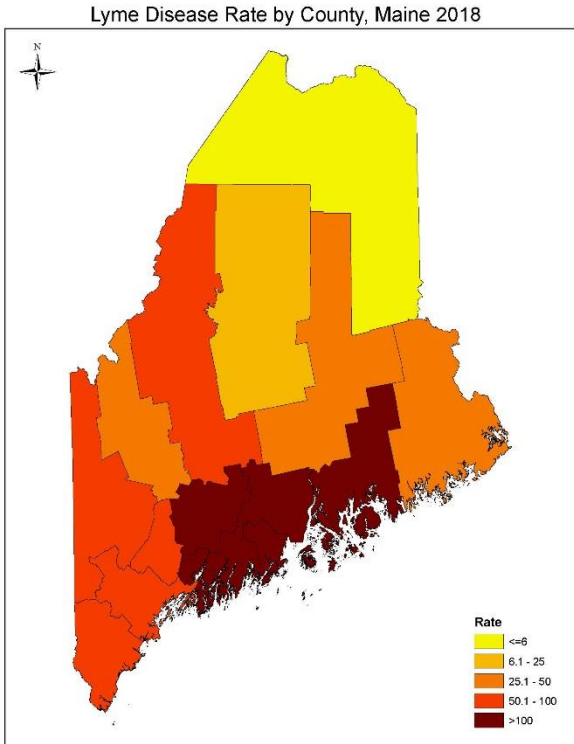 Lyme Disease Rate by County, Maine 2018
N
Rate
<=6
6.1 - 25
25.1 - 50
50.1 - 100
>100